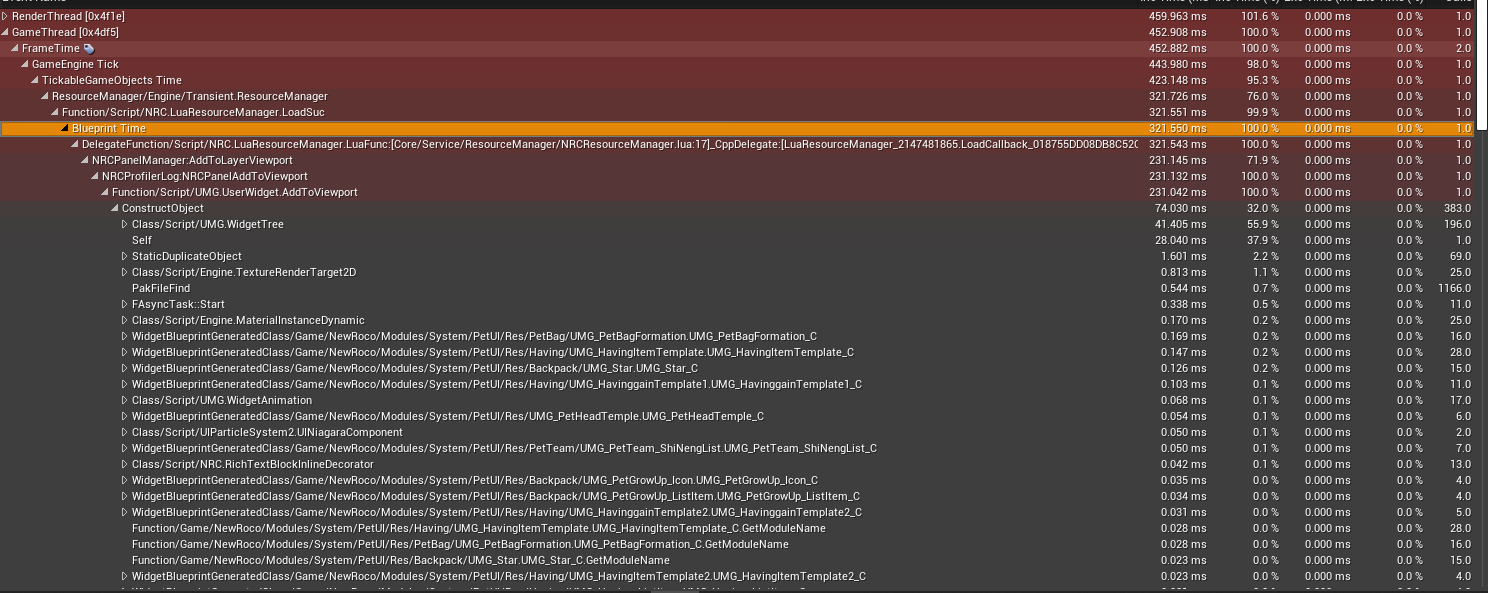 RenderThread [0x4f1e] 459.963 ms 101.6 % 0.000 ms 0.0 % 1.0
GameThread [0x4df5] 452.908 ms 100.0 % 0.000 ms 0.0 % 1.0
FrameTime 452.882 ms 100.0 % 0.000 ms 0.0 % 2.0
GameEngine Tick 443.980 ms 98.0 % 0.000 ms 0.0 % 1.0
TickableGameObjects Time 423.148 ms 95.3 % 0.000 ms 0.0 % 1.0
ResourceManager/Engine/Transient.ResourceManager 321.726 ms 76.0 % 0.000 ms 0.0 % 1.0
Function/Script/NRC.LuaResourceManager.LoadSuc 321.551 ms 99.9 % 0.000 ms 0.0 % 1.0
Blueprint Time 321.550 ms 100.0 % 0.000 ms 0.0 % 1.0
DelegateFunction/Script/NRC.LuaResourceManager.LuaFunc:[Core/Service/ResourceManager/NRCResourceManager.lua:17]_CppDelegate:[LuaResourceManager_2147481865.LoadCallback_018755DD08DB8C52 321.543 ms 100.0 % 0.000 ms 0.0 % 1.0
NRCPanelManager:AddToLayerViewport 231.145 ms 71.9 % 0.000 ms 0.0 % 1.0
NRCProfilerLog:NRCPanelAddToViewport 231.132 ms 100.0 % 0.000 ms 0.0 % 1.0
Function/Script/UMG.UserWidget.AddToViewport 231.042 ms 100.0 % 0.000 ms 0.0 % 1.0
ConstructObject 74.030 ms 32.0 % 0.000 ms 0.0 % 383.0
Class/Script/UMG.WidgetTree 41.405 ms 55.9 % 0.000 ms 0.0 % 196.0
Self 28.040 ms 37.9 % 0.000 ms 0.0 % 1.0
StaticDuplicateObject 1.601 ms 2.2 % 0.000 ms 0.0 % 69.0
Class/Script/Engine.TextureRenderTarget2D 0.813 ms 1.1 % 0.000 ms 0.0 % 25.0
PakFileFind 0.544 ms 0.7 % 0.000 ms 0.0 % 1166.0
FAsyncTask::Start 0.338 ms 0.5 % 0.000 ms 0.0 % 11.0
Class/Script/Engine.MaterialInstanceDynamic 0.170 ms 0.2 % 0.000 ms 0.0 % 25.0
WidgetBlueprintGeneratedClass/Game/NewRoco/Modules/System/PetUI/Res/PetBag/UMG_PetBagFormation.UMG_PetBagFormation_C 0.169 ms 0.2 % 0.000 ms 0.0 % 16.0
WidgetBlueprintGeneratedClass/Game/NewRoco/Modules/System/PetUI/Res/Having/UMG_HavingItemTemplate.UMG_HavingItemTemplate_C 0.147 ms 0.2 % 0.000 ms 0.0 % 28.0
WidgetBlueprintGeneratedClass/Game/NewRoco/Modules/System/PetUI/Res/Backpack/UMG_Star.UMG_Star_C 0.126 ms 0.2 % 0.000 ms 0.0 % 15.0
WidgetBlueprintGeneratedClass/Game/NewRoco/Modules/System/PetUI/Res/Having/UMG_HavinggainTemplate1.UMG_HavinggainTemplate1_C 0.103 ms 0.1 % 0.000 ms 0.0 % 11.0
Class/Script/UMG.WidgetAnimation 0.068 ms 0.1 % 0.000 ms 0.0 % 17.0
WidgetBlueprintGeneratedClass/Game/NewRoco/Modules/System/PetUI/Res/UMG_PetHeadTemple.UMG_PetHeadTemple_C 0.054 ms 0.1 % 0.000 ms 0.0 % 6.0
Class/Script/UIParticleSystem2.UINiagaraComponent 0.050 ms 0.1 % 0.000 ms 0.0 % 2.0
WidgetBlueprintGeneratedClass/Game/NewRoco/Modules/System/PetUI/Res/PetTeam/UMG_PetTeam_ShiNengList.UMG_PetTeam_ShiNengList_C 0.050 ms 0.1 % 0.000 ms 0.0 % 7.0
Class/Script/NRC.RichTextBlockInlineDecorator 0.042 ms 0.1 % 0.000 ms 0.0 % 13.0
WidgetBlueprintGeneratedClass/Game/NewRoco/Modules/System/PetUI/Res/Backpack/UMG_PetGrowUp_Icon.UMG_PetGrowUp_Icon_C 0.035 ms 0.0 % 0.000 ms 0.0 % 4.0
WidgetBlueprintGeneratedClass/Game/NewRoco/Modules/System/PetUI/Res/Backpack/UMG_PetGrowUp_ListItem.UMG_PetGrowUp_ListItem_C 0.034 ms 0.0 % 0.000 ms 0.0 % 4.0
WidgetBlueprintGeneratedClass/Game/NewRoco/Modules/System/PetUI/Res/Having/UMG_HavinggainTemplate2.UMG_HavinggainTemplate2_C 0.031 ms 0.0 % 0.000 ms 0.0 % 5.0
Function/Game/NewRoco/Modules/System/PetUI/Res/Having/UMG_HavingItemTemplate.UMG_HavingItemTemplate_C.GetModuleName 0.028 ms 0.0 % 0.000 ms 0.0 % 28.0
Function/Game/NewRoco/Modules/System/PetUI/Res/PetBag/UMG_PetBagFormation.UMG_PetBagFormation_C.GetModuleName 0.028 ms 0.0 % 0.000 ms 0.0 % 16.0
Function/Game/NewRoco/Modules/System/PetUI/Res/Backpack/UMG_Star.UMG_Star_C.GetModuleName 0.023 ms 0.0 % 0.000 ms 0.0 % 15.0
WidgetBlueprintGeneratedClass/Game/NewRoco/Modules/System/PetUI/Res/Having/UMG_HavingItemTemplate2.UMG_HavingItemTemplate2_C 0.023 ms 0.0 % 0.000 ms 0.0 % 4.0